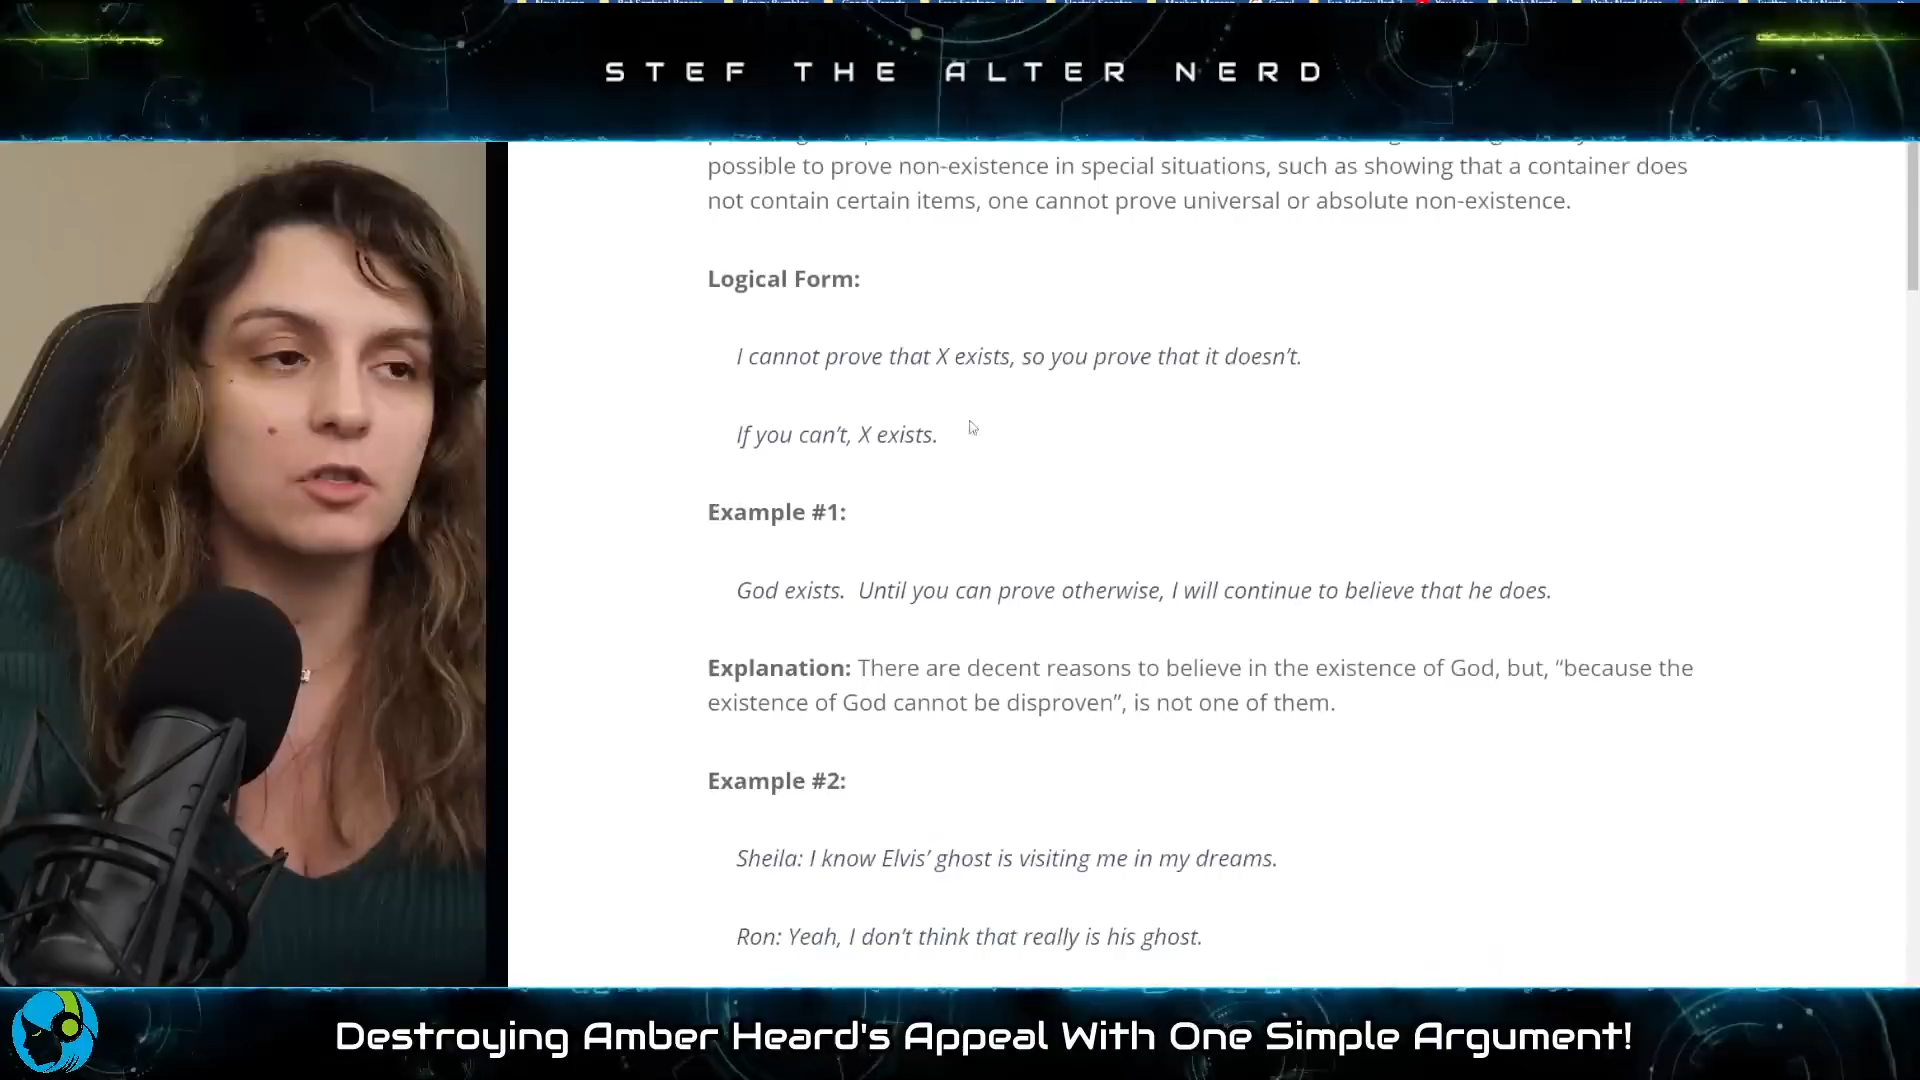 STEF THE ALTER NERD
possible to prove non-existence in special situations, such as showing that a container does
not contain certain items, one cannot prove universal or absolute non-existence.
Logical Form:
I cannot prove that X exists, so you prove that it doesn’t.
If you can’t, X exists.
Example #1:
God exists.  Until you can prove otherwise, I will continue to believe that he does.
Explanation: There are decent reasons to believe in the existence of God, but, “because the
existence of God cannot be disproven”, is not one of them.
Example #2:
Sheila: I know Elvis’ ghost is visiting me in my dreams.
Ron: Yeah, I don’t think that really is his ghost.
Destroying Amber Heard's Appeal With One Simple Argument!